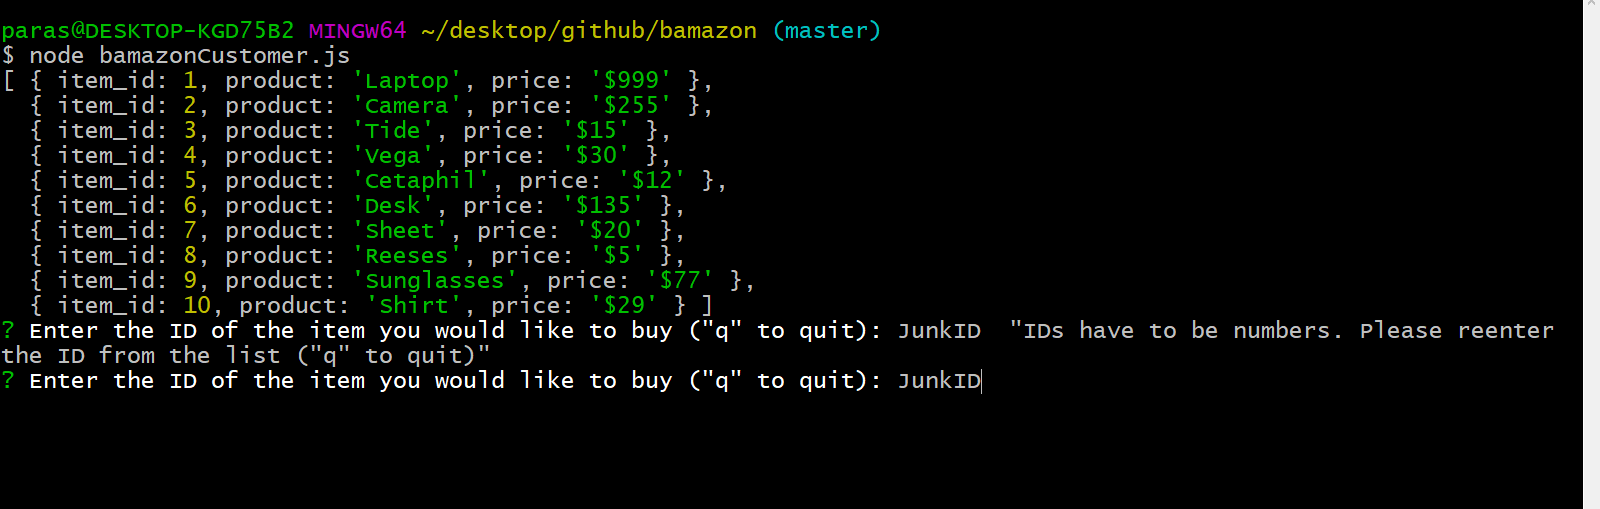 paras@DESKTOP-KGD75B2 MINGW64 ~/desktop/github/bamazon (master)
$ node bamazonCustomer.js
[ { item_id: 1, product: 'Laptop', price: '$999' },
  { item_id: 2, product: 'Camera', price: '$255' },
  { item_id: 3, product: 'Tide', price: '$15' },
  { item_id: 4, product: 'Vega', price: '$30' },
  { item_id: 5, product: 'Cetaphil', price: '$12' },
  { item_id: 6, product: 'Desk', price: '$135' },
  { item_id: 7, product: 'Sheet', price: '$20' },
  { item_id: 8, product: 'Reeses', price: '$5' },
  { item_id: 9, product: 'Sunglasses', price: '$77' },
  { item_id: 10, product: 'Shirt', price: '$29' } ]
? Enter the ID of the item you would like to buy ("q" to quit): JunkID  "IDs have to be numbers. Please reenter
the ID from the list ("q" to quit)"
? Enter the ID of the item you would like to buy ("q" to quit): JunkID